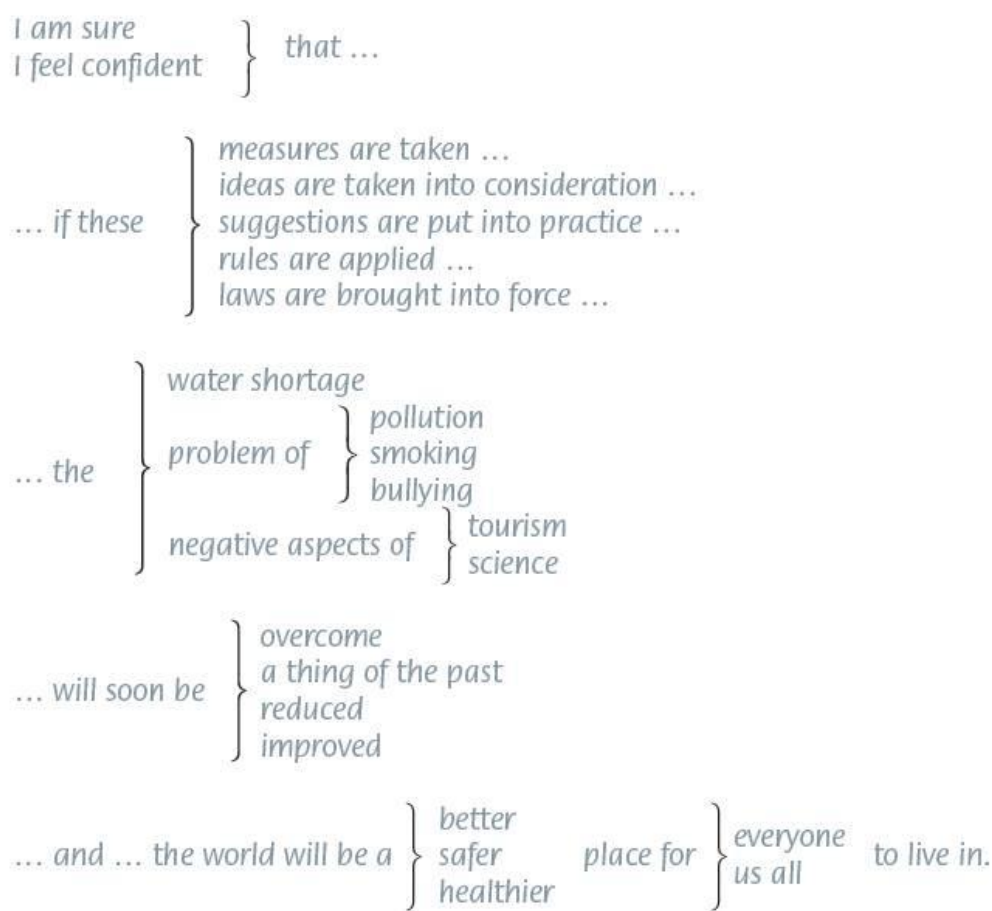 I am sure
I feel confident
that …
… if these
measures are taken …
ideas are taken into consideration …
suggestions are put into practice …
rules are applied …
laws are brought into force …
… the
water shortage
problem of
pollution
smoking
bullying
negative aspects of
tourism
science
… will soon be
overcome
a thing of the past
reduced
improved
… and … the world will be a
better
safer
healthier
place for
everyone
us all
to live in.